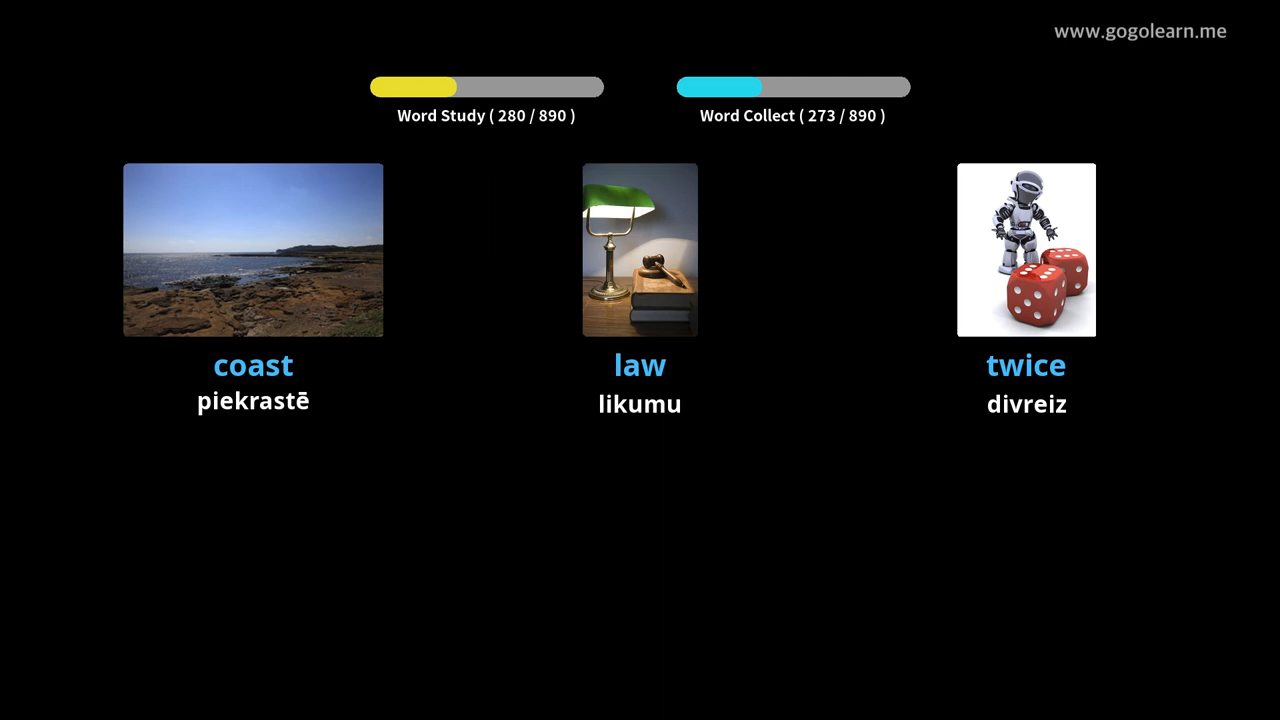 www.gogolearn.me
Word Study ( 280 / 890 )
Word Collect ( 273 / 890 )
coast
piekrastē
law
likumu
twice
divreiz